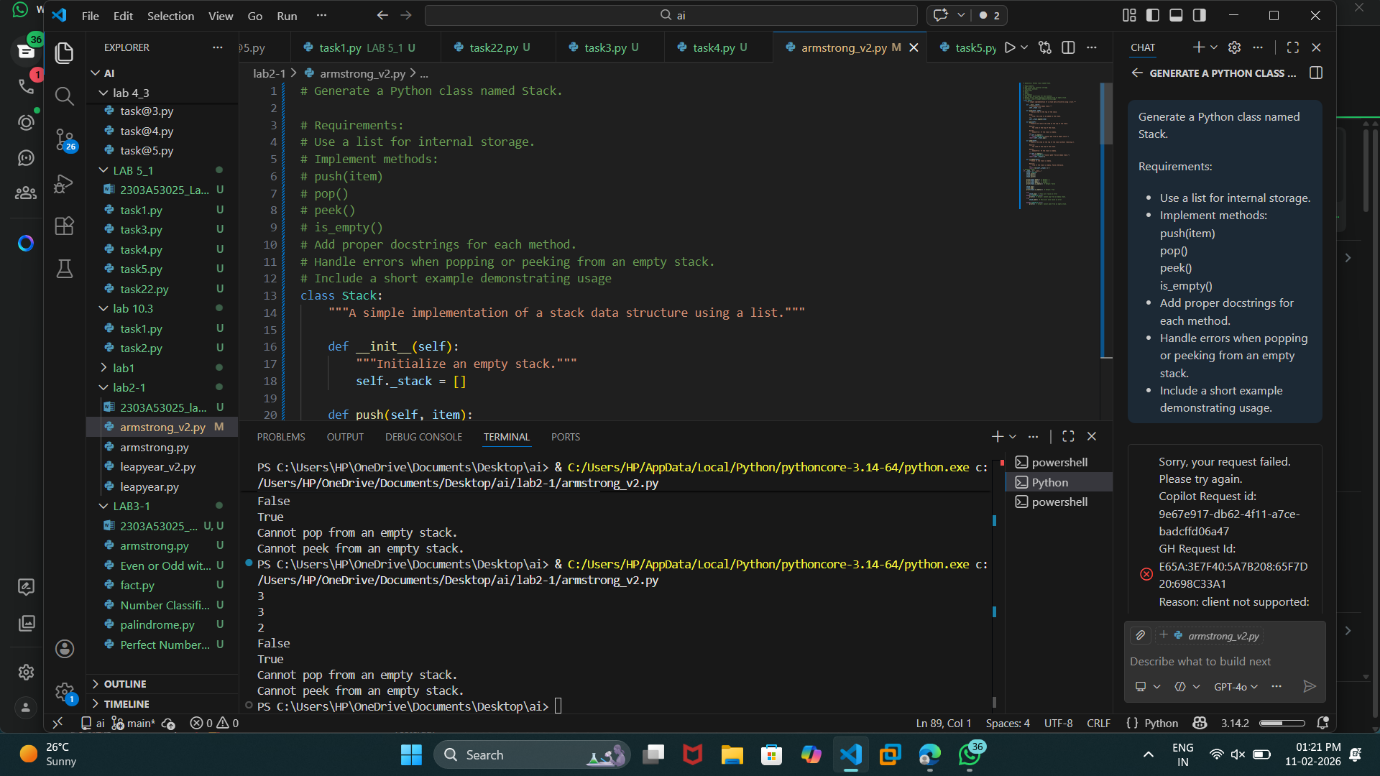 W
36
1
File Edit Selection View Go Run ···
ai
2
EXPLORER
AI
lab 4_3
task@3.py
task@4.py
task@5.py
LAB 5_1
2303A53025_La... U
task1.py U
task3.py U
task4.py U
task5.py U
task22.py U
lab 10.3
task1.py U
task2.py U
lab1
lab2-1
2303A53025_la... U
armstrong_v2.py M
armstrong.py
leapyear_v2.py
leapyear.py
LAB3-1
2303A53025_... U, U
armstrong.py U
Even or Odd wit... U
fact.py U
Number Classifi... U
palindrome.py U
Perfect Number... U
OUTLINE
TIMELINE
26
1
@5.py task1.py LAB 5_1 U task22.py U task3.py U task4.py U armstrong_v2.py M task5.py
lab2-1 > armstrong_v2.py > ...
1 # Generate a Python class named Stack.
2
3 # Requirements:
4 # Use a list for internal storage.
5 # Implement methods:
6 # push(item)
7 # pop()
8 # peek()
9 # is_empty()
10 # Add proper docstrings for each method.
11 # Handle errors when popping or peeking from an empty stack.
12 # Include a short example demonstrating usage
13 class Stack:
14 """A simple implementation of a stack data structure using a list."""
15
16 def __init__(self):
17 """Initialize an empty stack."""
18 self._stack = []
19
20 def push(self, item):
PROBLEMS OUTPUT DEBUG CONSOLE TERMINAL PORTS
PS C:\Users\HP\OneDrive\Documents\Desktop\ai> & C:/Users/HP/AppData/Local/Python/pythoncore-3.14-64/python.exe c:
/Users/HP/OneDrive/Documents/Desktop/ai/lab2-1/armstrong_v2.py
False
True
Cannot pop from an empty stack.
Cannot peek from an empty stack.
PS C:\Users\HP\OneDrive\Documents\Desktop\ai> & C:/Users/HP/AppData/Local/Python/pythoncore-3.14-64/python.exe c:
/Users/HP/OneDrive/Documents/Desktop/ai/lab2-1/armstrong_v2.py
3
3
2
False
True
Cannot pop from an empty stack.
Cannot peek from an empty stack.
PS C:\Users\HP\OneDrive\Documents\Desktop\ai>
powershell
Python
powershell
CHAT
GENERATE A PYTHON CLASS ...
Generate a Python class named
Stack.
Requirements:
• Use a list for internal storage.
• Implement methods:
push(item)
pop()
peek()
is_empty()
• Add proper docstrings for
each method.
• Handle errors when popping
or peeking from an empty
stack.
• Include a short example
demonstrating usage.
Sorry, your request failed.
Please try again.
Copilot Request id:
9e67e917-db62-4f11-a7ce-
badcffd06a47
GH Request Id:
E65A:3E7F40:5A7B208:65F7D
20:698C33A1
Reason: client not supported:
armstrong_v2.py
Describe what to build next
GPT-4o
ai main* 0 0
Ln 89, Col 1 Spaces: 4 UTF-8 CRLF {} Python 3.14.2
26°C
Sunny
Search
36
ENG
IN
01:21 PM
11-02-2026